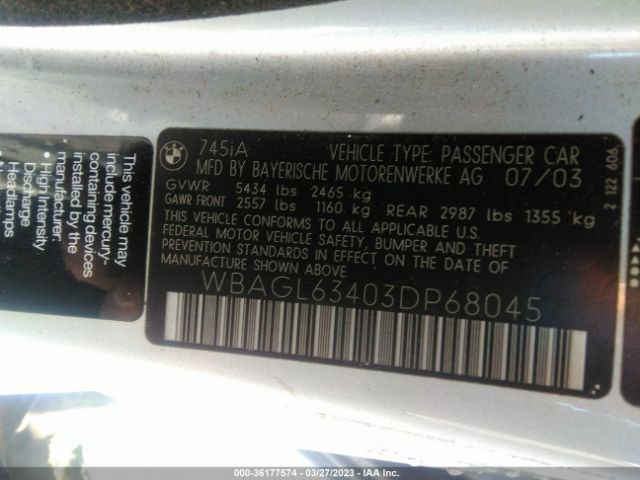 This vehicle may
include mercury-
containing devices
installed by the
manufacturer:
• High Intensity
Discharge
Headlamps
BMW
745iA VEHICLE TYPE: PASSENGER CAR
MFD BY BAYERISCHE MOTORENWERKE AG 07/03
GVWR 5434 lbs 2465 kg
GAWR FRONT 2557 lbs 1160 kg REAR 2987 lbs 1355 kg
THIS VEHICLE CONFORMS TO ALL APPLICABLE U.S.
FEDERAL MOTOR VEHICLE SAFETY, BUMPER AND THEFT
PREVENTION STANDARDS IN EFFECT ON THE DATE OF
MANUFACTURE SHOWN ABOVE
WBAGL63403DP68045
2 122 606
000-36177574 • 03/27/2023 • IAA Inc.